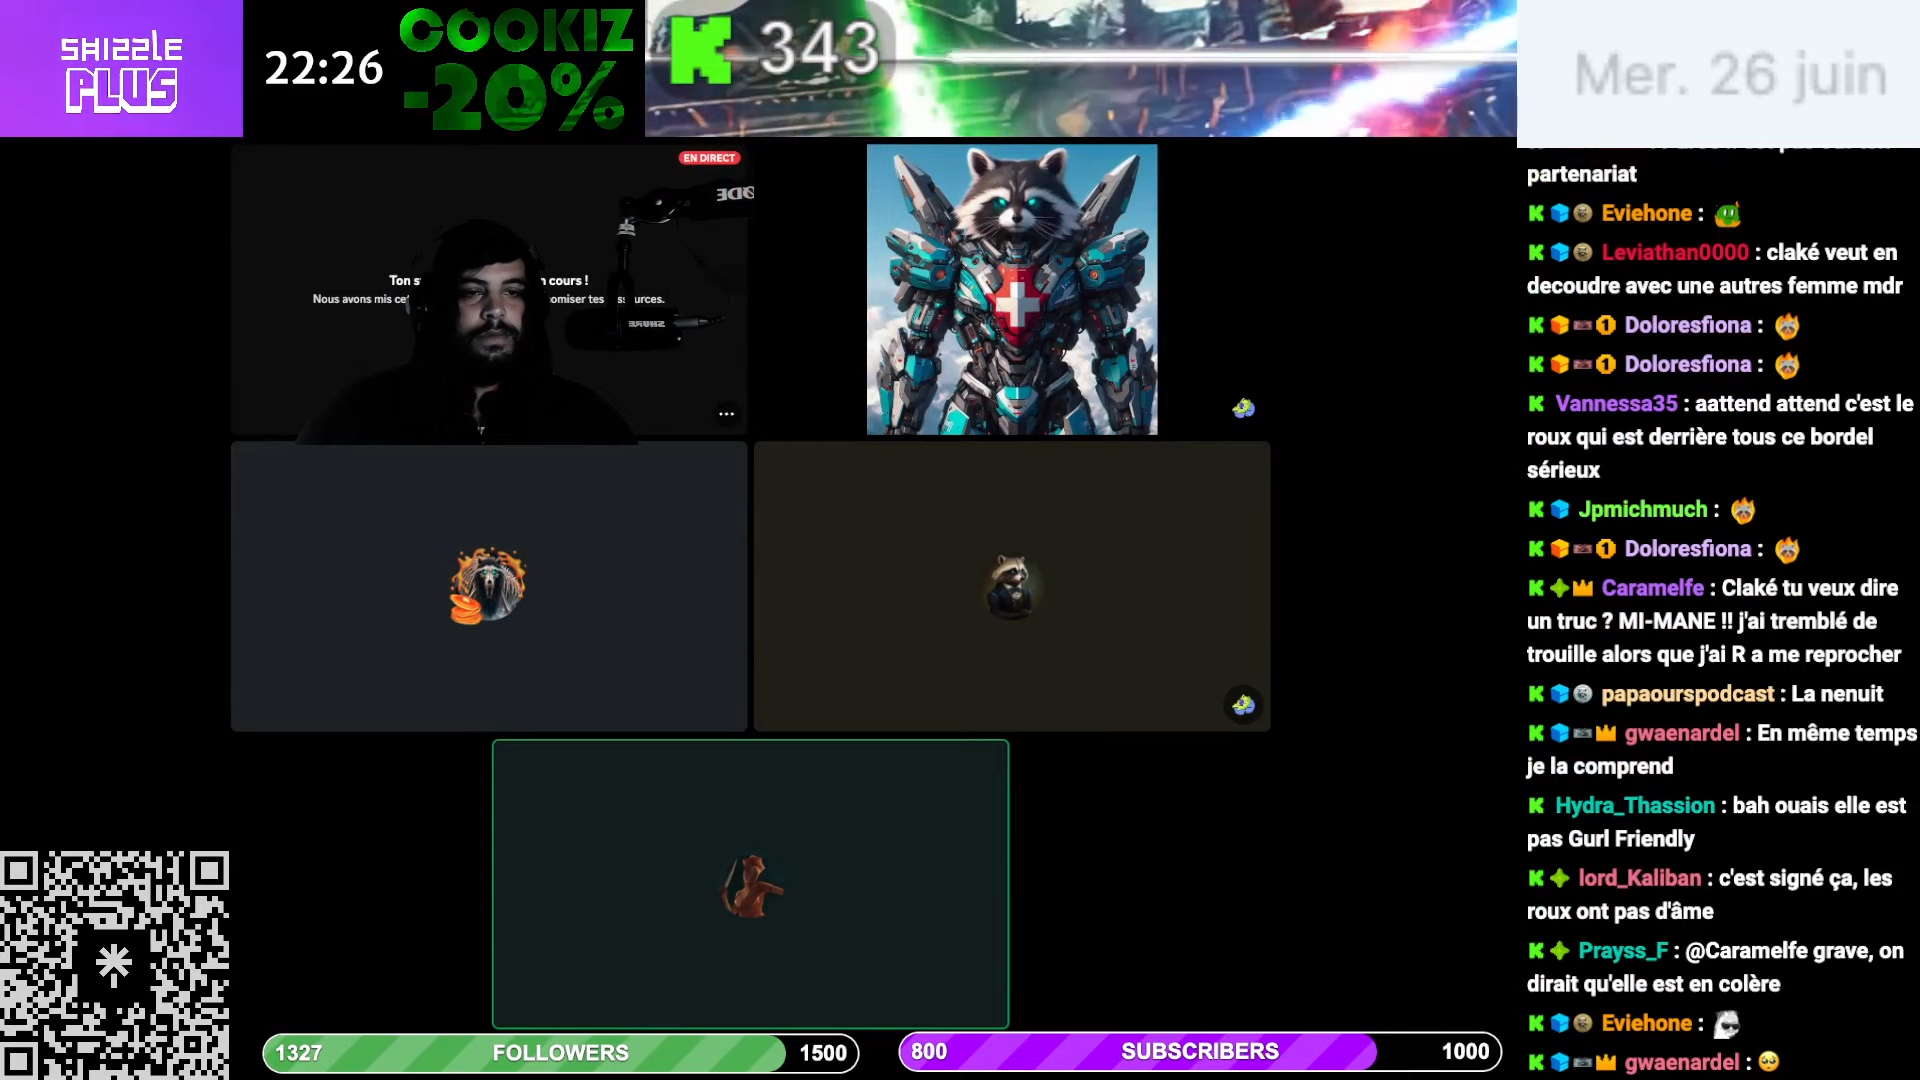 SHIZZLE
PLUS
22:26
COOKIZ
-20%
343
Mer. 26 juin
EN DIRECT
Ton s
n cours !
Nous avons mis
omiser tes
urces.
SHURE
partenariat
Eviehone :
Leviathan0000 : claké veut en
decoudre avec une autres femme mdr
Doloresfiona :
Doloresfiona :
Vannessa35 : aattend attend c'est le
roux qui est derrière tous ce bordel
sérieux
Jpmichmuch :
Doloresfiona :
Caramelfe : Claké tu veux dire
un truc ? MI-MANE !! j'ai tremblé de
trouille alors que j'ai R a me reprocher
papaourspodcast : La nenuit
gwaenardel : En même temps
je la comprend
Hydra_Thassion : bah ouais elle est
pas Gurl Friendly
lord_Kaliban : c'est signé ça, les
roux ont pas d'âme
Prayss_F : @Caramelfe grave, on
dirait qu'elle est en colère
Eviehone :
gwaenardel :
1327 FOLLOWERS 1500
800 SUBSCRIBERS 1000